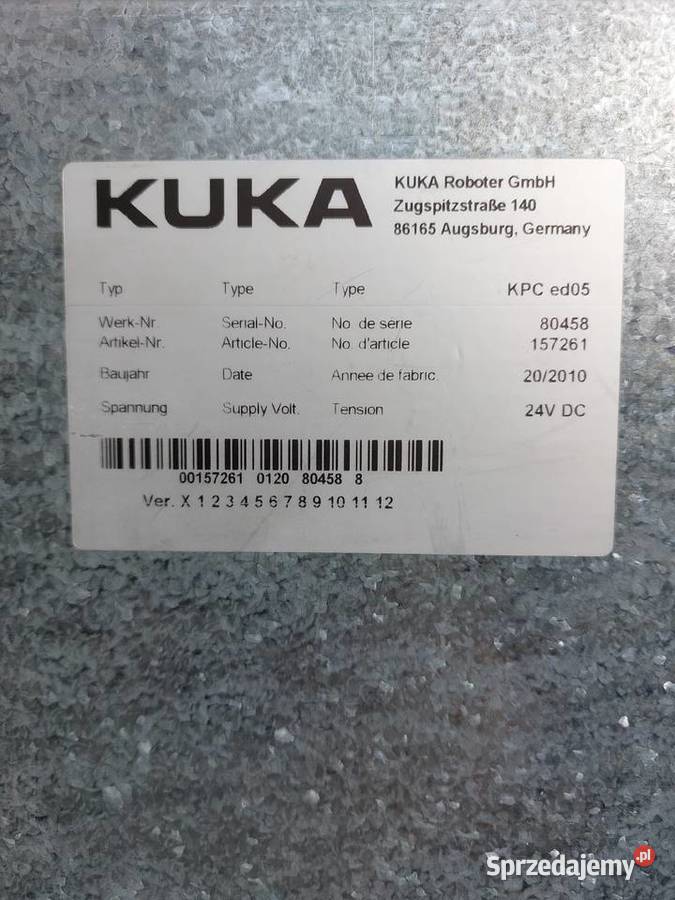 KUKA
KUKA Roboter GmbH
Zugspitzstraße 140
86165 Augsburg, Germany
Typ Type Type KPC ed05
Werk-Nr. Serial-No. No. de série 80458
Artikel-Nr. Article-No. No. d'article 157261
Baujahr Date Annee de fabric. 20/2010
Spannung Supply Volt. Tension 24V DC
00157261 0120 80458 8
Ver. X 1 2 3 4 5 6 7 8 9 10 11 12
Sprzedajemy.pl